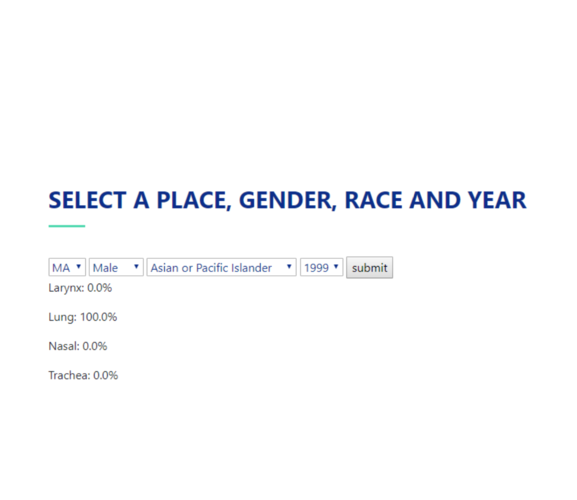 SELECT A PLACE, GENDER, RACE AND YEAR
MA Male Asian or Pacific Islander 1999 submit
Larynx: 0.0%
Lung: 100.0%
Nasal: 0.0%
Trachea: 0.0%